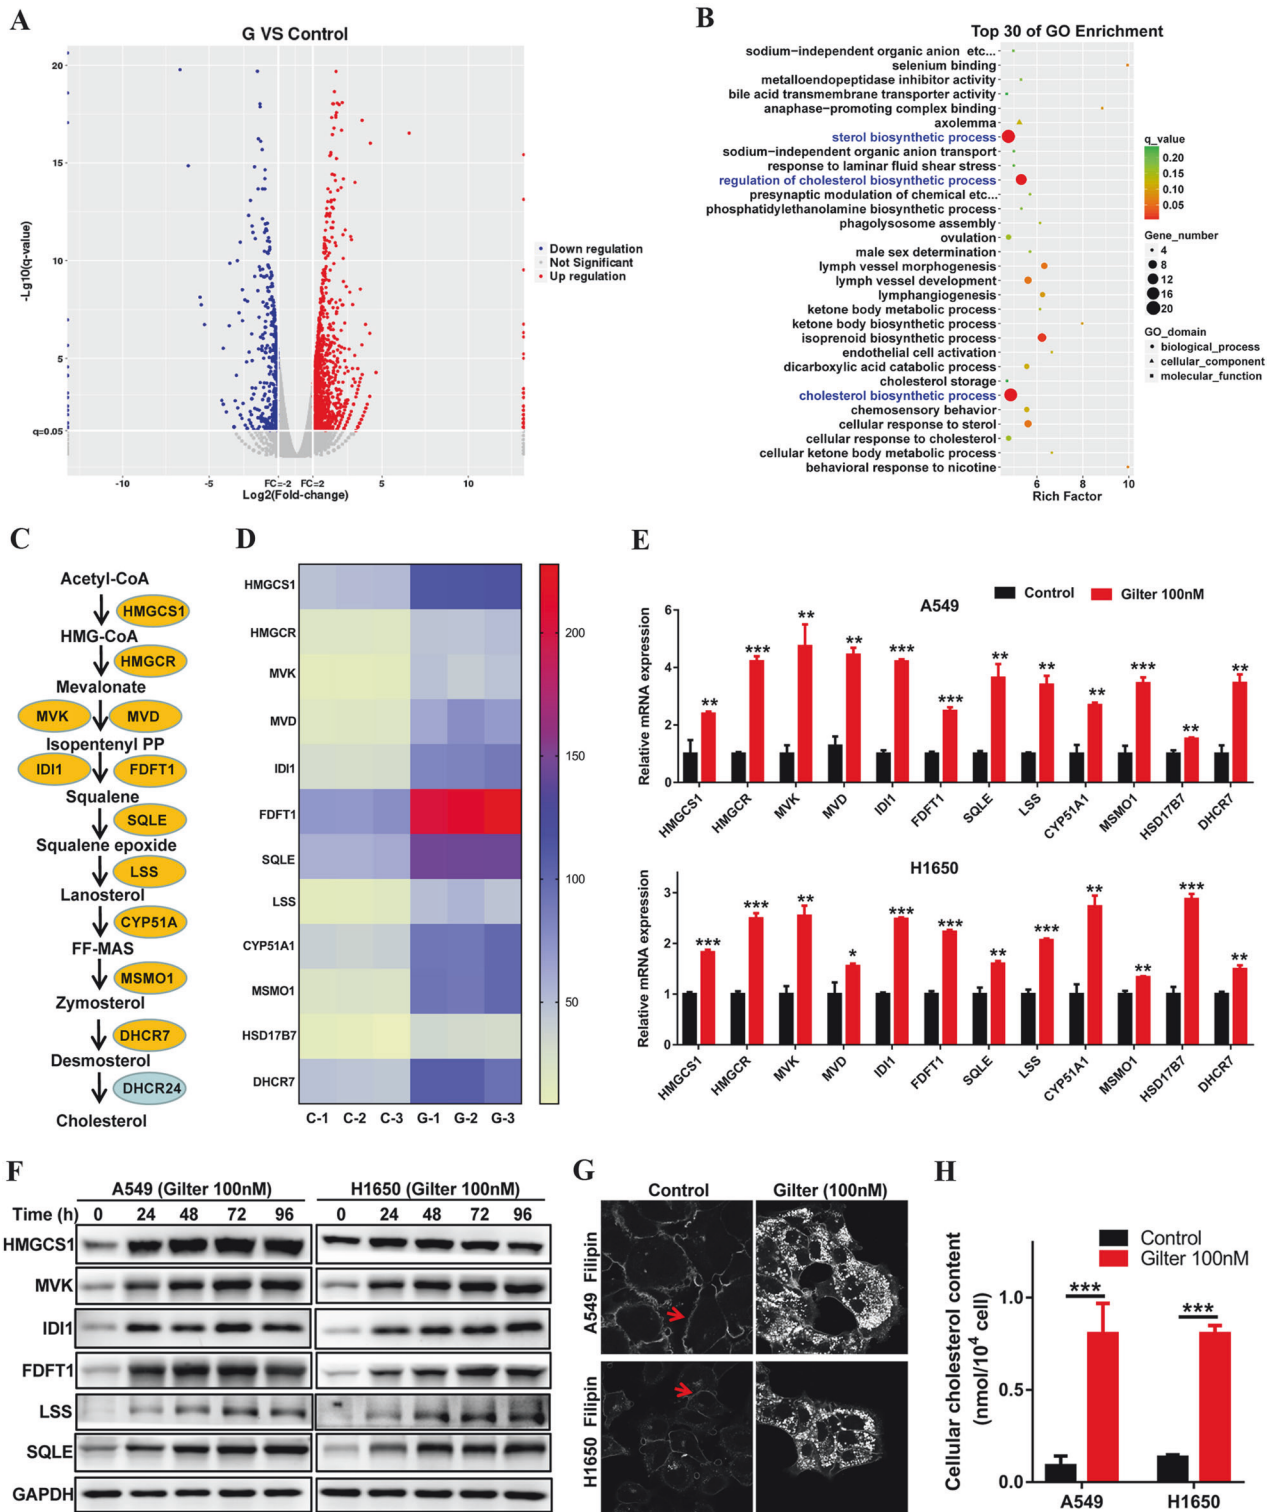 A
G VS Control
20
15
10
5
q=0.05
-Lg10(q-value)
-10
-5
FC=-2
FC=2
5
10
Log2(Fold-change)
Down regulation
Not Significant
Up regulation
B
Top 30 of GO Enrichment
sodium-independent organic anion etc...
selenium binding
metalloendopeptidase inhibitor activity
bile acid transmembrane transporter activity
anaphase-promoting complex binding
axolemma
sterol biosynthetic process
sodium-independent organic anion transport
response to laminar fluid shear stress
regulation of cholesterol biosynthetic process
presynaptic modulation of chemical etc...
phosphatidylethanolamine biosynthetic process
phagolysosome assembly
ovulation
male sex determination
lymph vessel morphogenesis
lymph vessel development
lymphangiogenesis
ketone body metabolic process
ketone body biosynthetic process
isoprenoid biosynthetic process
endothelial cell activation
dicarboxylic acid catabolic process
cholesterol storage
cholesterol biosynthetic process
chemosensory behavior
cellular response to sterol
cellular response to cholesterol
cellular ketone body metabolic process
behavioral response to nicotine
6 8 10
Rich Factor
q_value
0.20
0.15
0.10
0.05
Gene_number
4
8
12
16
20
GO_domain
biological_process
cellular_component
molecular_function
C
Acetyl-CoA
HMGCS1
HMG-CoA
HMGCR
Mevalonate
MVK MVD
Isopentenyl PP
IDI1 FDFT1
Squalene
SQLE
Squalene epoxide
LSS
Lanosterol
CYP51A
FF-MAS
MSMO1
Zymosterol
DHCR7
Desmosterol
DHCR24
Cholesterol
D
HMGCS1
HMGCR
MVK
MVD
IDI1
FDFT1
SQLE
LSS
CYP51A1
MSMO1
HSD17B7
DHCR7
C-1 C-2 C-3 G-1 G-2 G-3
200
150
100
50
E
Control Gilter 100nM
A549
Relative mRNA expression
6
4
2
0
** *** ** ** *** *** ** ** ** *** ** **
HMGCS1 HMGCR MVK MVD IDI1 FDFT1 SQLE LSS CYP51A1 MSMO1 HSD17B7 DHCR7
H1650
Relative mRNA expression
3
2
1
0
*** *** ** * *** *** ** *** ** ** *** **
HMGCS1 HMGCR MVK MVD IDI1 FDFT1 SQLE LSS CYP51A1 MSMO1 HSD17B7 DHCR7
F
A549 (Gilter 100nM) H1650 (Gilter 100nM)
Time (h) 0 24 48 72 96 0 24 48 72 96
HMGCS1
MVK
IDI1
FDFT1
LSS
SQLE
GAPDH
G
Control Gilter (100nM)
A549 Filipin
H1650 Filipin
H
Control
Gilter 100nM
Cellular cholesterol content
(nmol/10⁴ cell)
1.0
0.5
0.0
*** ***
A549 H1650